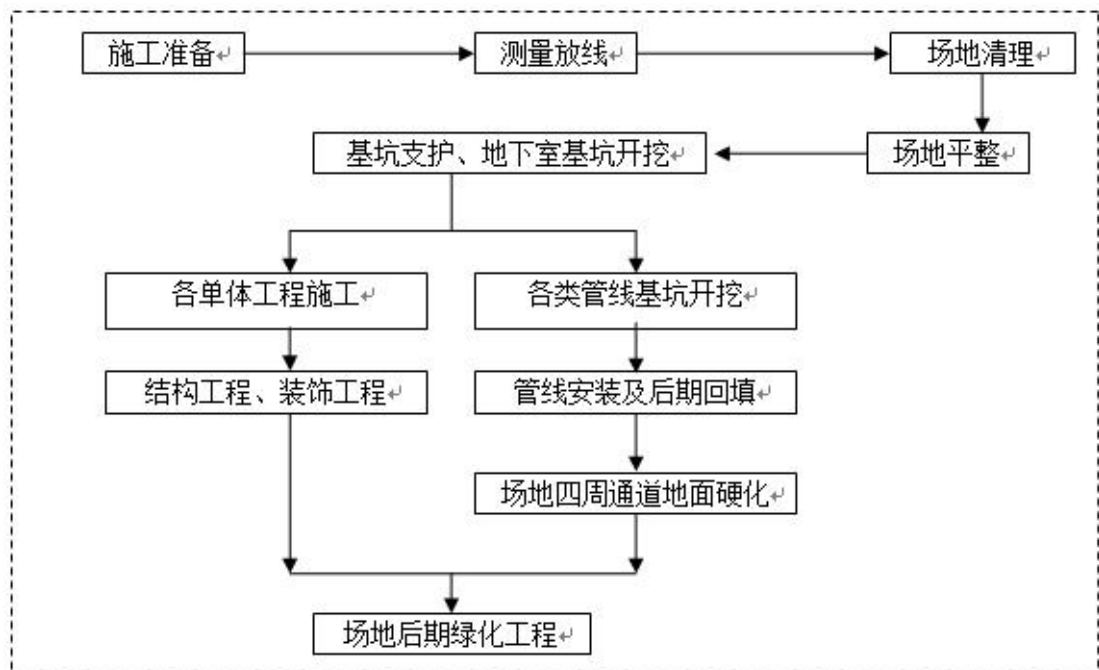 施工准备
测量放线
场地清理
场地平整
基坑支护、地下室基坑开挖
各单体工程施工
各类管线基坑开挖
结构工程、装饰工程
管线安装及后期回填
场地四周通道地面硬化
场地后期绿化工程